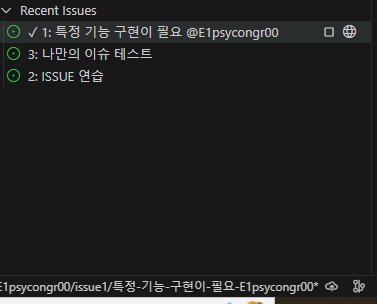 Recent Issues
✓ 1: 특정 기능 구현이 필요 @E1psycongr00
3: 나만의 이슈 테스트
2: ISSUE 연습
E1psycongr00/issue1/특정-기능-구현이-필요-E1psycongr00*